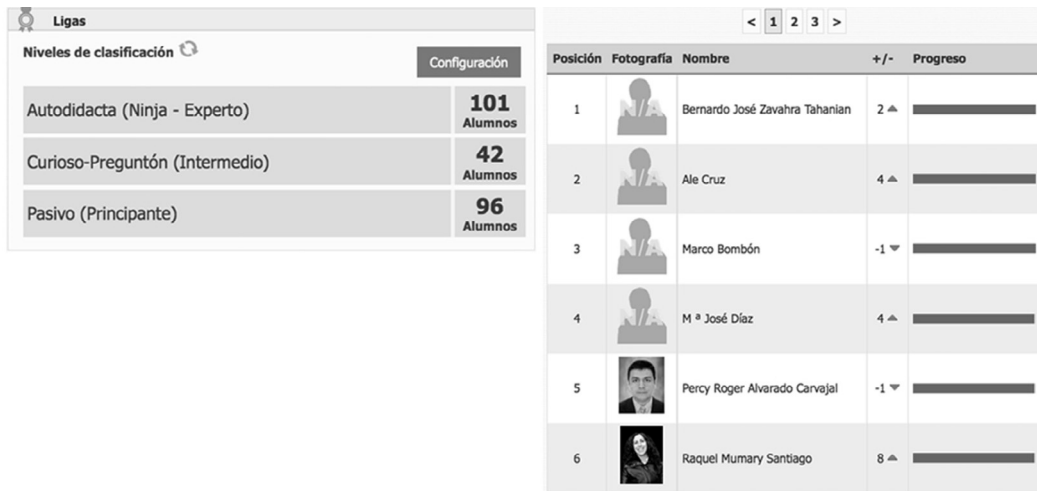 Ligas
Niveles de clasificación
Configuración
Autodidacta (Ninja - Experto)
101
Alumnos
Curioso-Preguntón (Intermedio)
42
Alumnos
Pasivo (Principante)
96
Alumnos
< 1 2 3 >
Posición Fotografía Nombre +/- Progreso
1 N/A Bernardo José Zavahra Tahanian 2
2 N/A Ale Cruz 4
3 N/A Marco Bombón -1
4 N/A M ª José Díaz 4
5 Percy Roger Alvarado Carvajal -1
6 Raquel Mumary Santiago 8